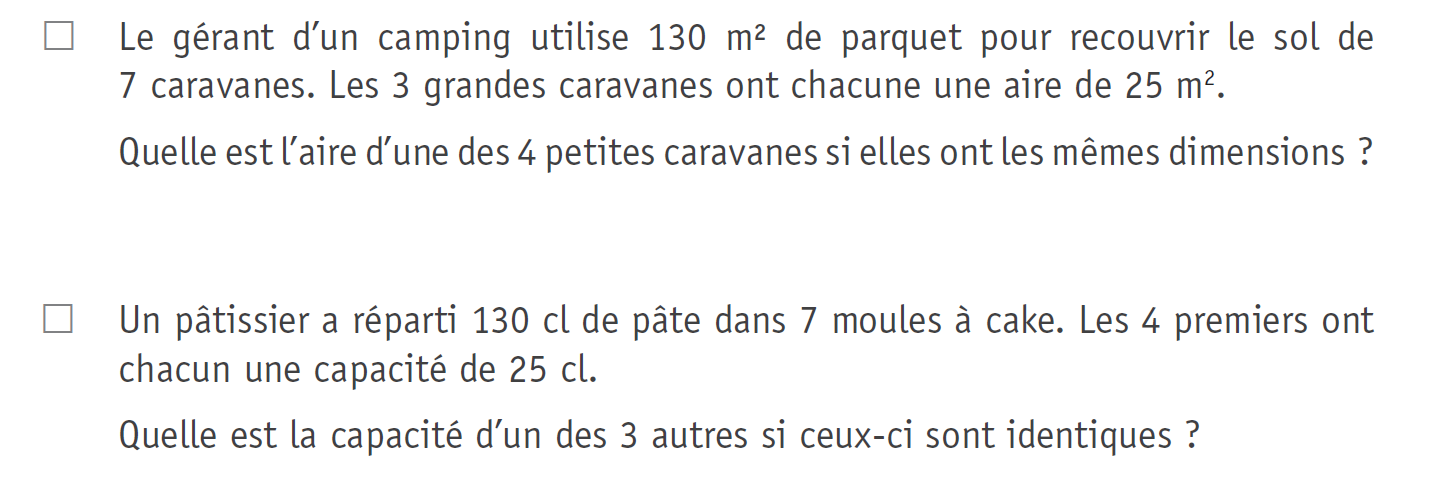 Le gérant d’un camping utilise 130 m² de parquet pour recouvrir le sol de
7 caravanes. Les 3 grandes caravanes ont chacune une aire de 25 m².
Quelle est l’aire d’une des 4 petites caravanes si elles ont les mêmes dimensions ?
Un pâtissier a réparti 130 cl de pâte dans 7 moules à cake. Les 4 premiers ont
chacun une capacité de 25 cl.
Quelle est la capacité d’un des 3 autres si ceux-ci sont identiques ?